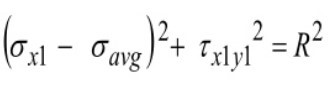 (σx1 − σavg)² + τx1y1² = R²